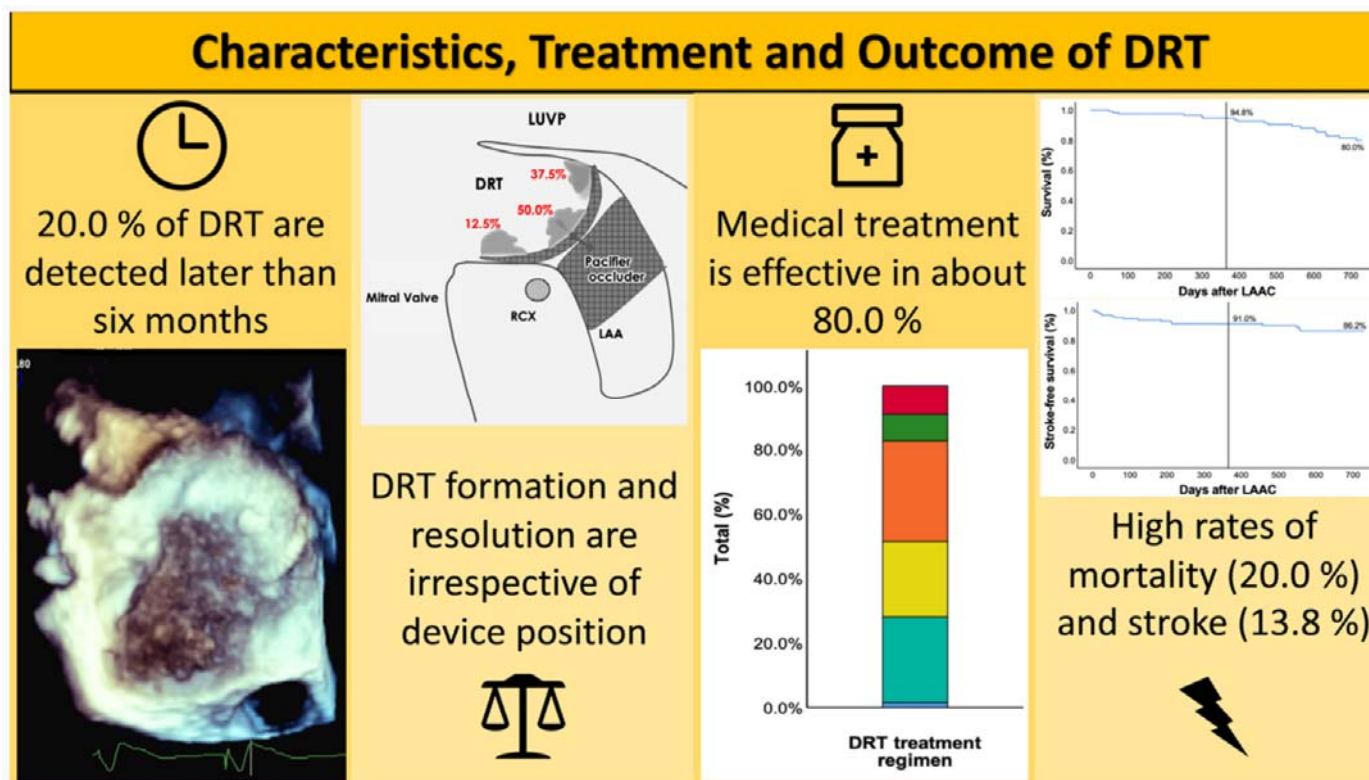 Characteristics, Treatment and Outcome of DRT
20.0 % of DRT are
detected later than
six months
80
LUVP
DRT
37.5%
50.0%
12.5%
Pacifier
occluder
Mitral Valve
RCX
LAA
DRT formation and
resolution are
irrespective of
device position
Medical treatment
is effective in about
80.0 %
Total (%)
100.0%
80.0%
60.0%
40.0%
20.0%
0.0%
DRT treatment
regimen
Survival (%)
1.0
0.8
0.6
0.4
0.2
0.0
94.8%
80.0%
0 100 200 300 400 500 600 700
Days after LAAC
Stroke-free survival (%)
1.0
0.8
0.6
0.4
0.2
0.0
91.0%
86.2%
0 100 200 300 400 500 600 700
Days after LAAC
High rates of
mortality (20.0 %)
and stroke (13.8 %)